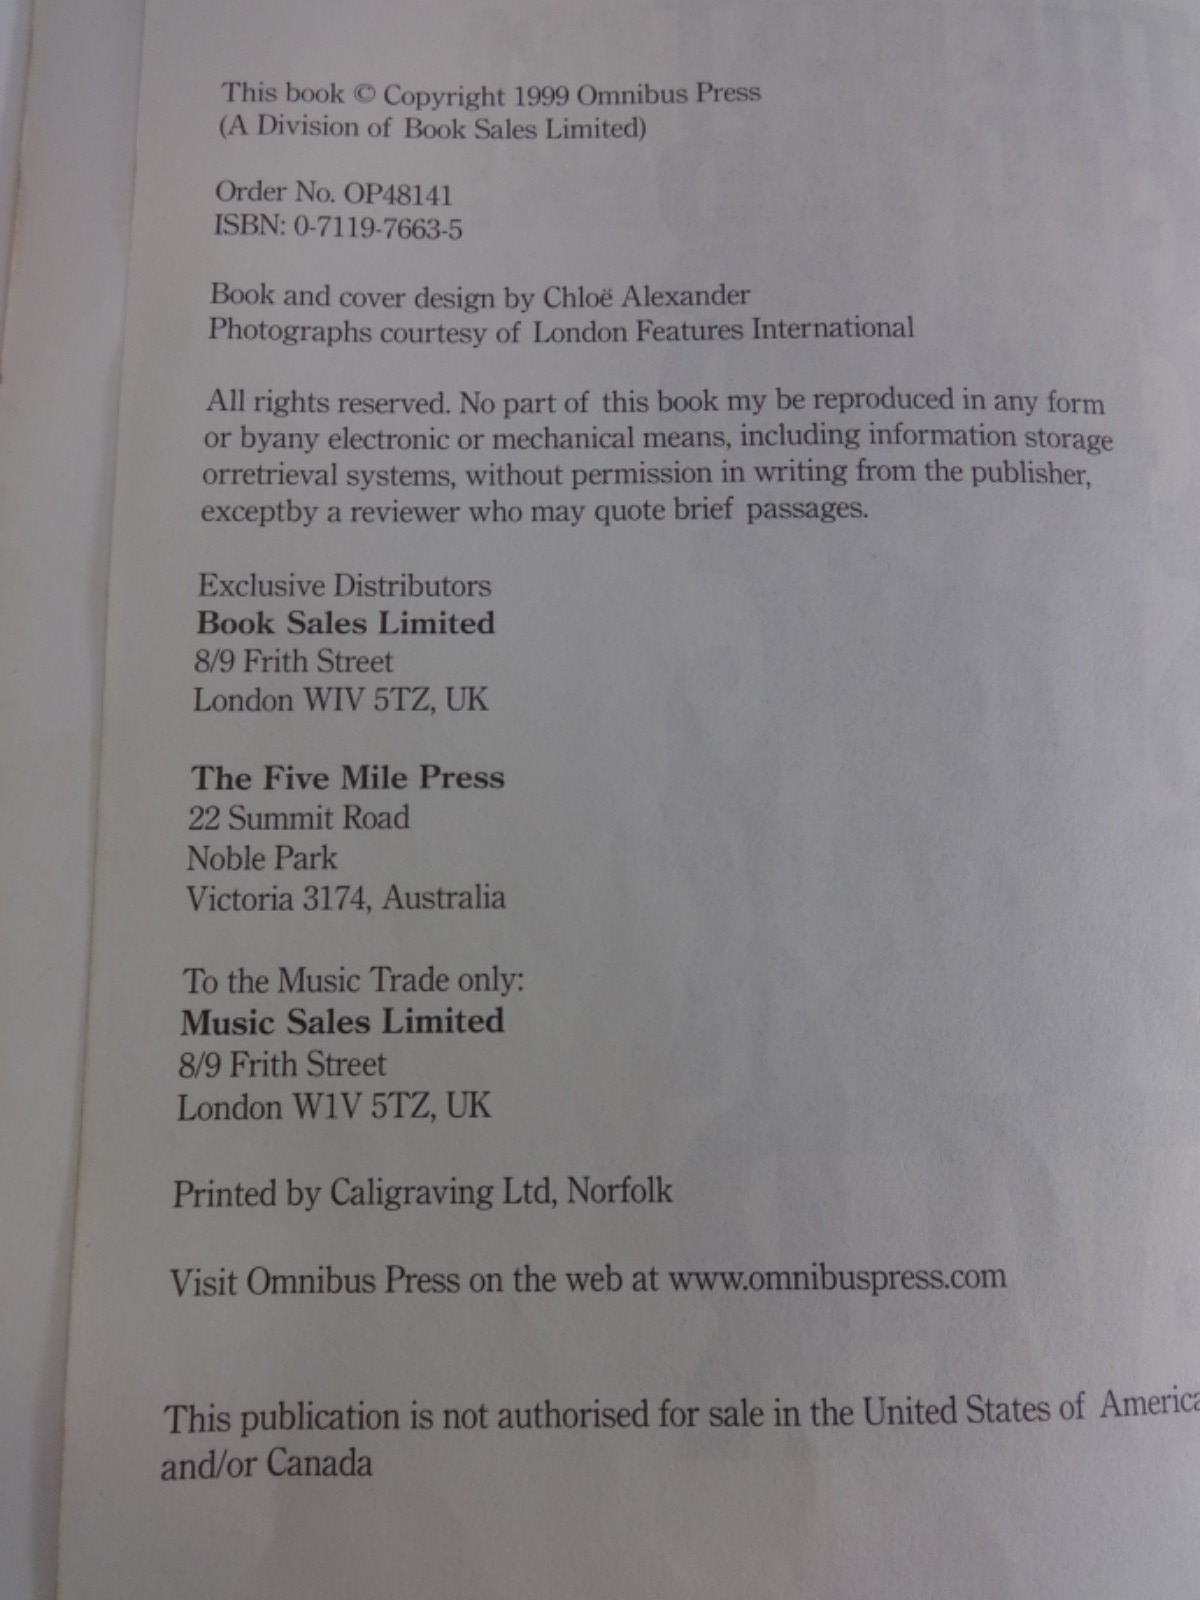 This book © Copyright 1999 Omnibus Press
(A Division of Book Sales Limited)
Order No. OP48141
ISBN: 0-7119-7663-5
Book and cover design by Chloë Alexander
Photographs courtesy of London Features International
All rights reserved. No part of this book my be reproduced in any form
or byany electronic or mechanical means, including information storage
orretrieval systems, without permission in writing from the publisher,
exceptby a reviewer who may quote brief passages.
Exclusive Distributors
Book Sales Limited
8/9 Frith Street
London WIV 5TZ, UK
The Five Mile Press
22 Summit Road
Noble Park
Victoria 3174, Australia
To the Music Trade only:
Music Sales Limited
8/9 Frith Street
London W1V 5TZ, UK
Printed by Caligraving Ltd, Norfolk
Visit Omnibus Press on the web at www.omnibuspress.com
This publication is not authorised for sale in the United States of America
and/or Canada